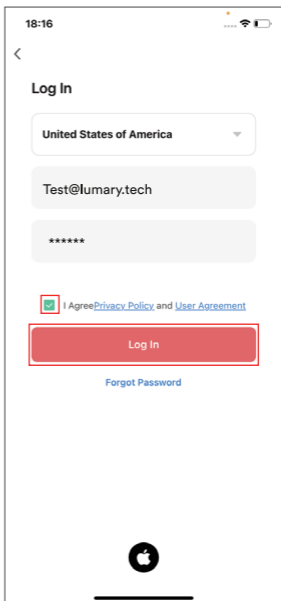 18:16
Log In
United States of America
Test@lumary.tech
******
I AgreePrivacy Policy and User Agreement
Log In
Forgot Password